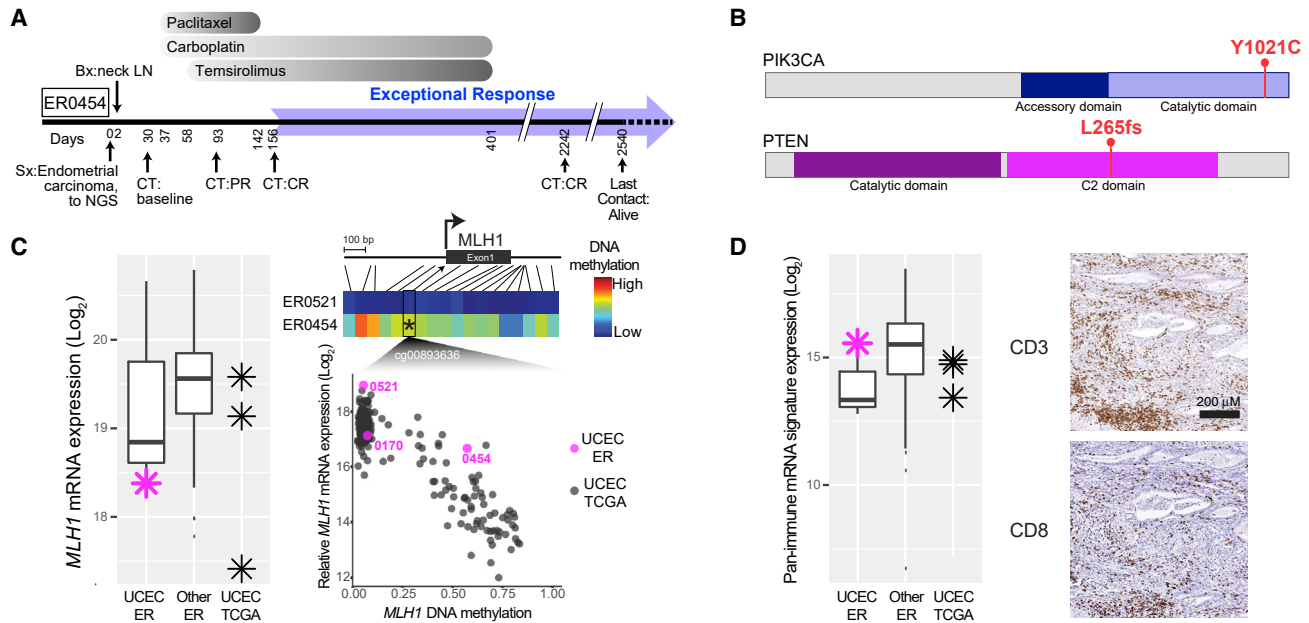 A
Paclitaxel
Carboplatin
Temsirolimus
Bx:neck LN
ER0454
Exceptional Response
Days
0
2
30
37
58
93
142
156
401
2242
2540
Sx:Endometrial
carcinoma,
to NGS
CT:
baseline
CT:PR
CT:CR
CT:CR
Last
Contact:
Alive
B
PIK3CA
Y1021C
Accessory domain
Catalytic domain
PTEN
L265fs
Catalytic domain
C2 domain
C
MLH1 mRNA expression (Log2)
20
19
18
UCEC
ER
Other
ER
UCEC
TCGA
100 bp
MLH1
Exon1
DNA
methylation
High
Low
ER0521
ER0454
*
cg00893636
Relative MLH1 mRNA expression (Log2)
18
16
14
12
0521
0170
0454
0.00
0.25
0.50
0.75
1.00
MLH1 DNA methylation
UCEC
ER
UCEC
TCGA
D
Pan-immune mRNA signature expression (Log2)
15
10
UCEC
ER
Other
ER
UCEC
TCGA
CD3
200 μM
CD8